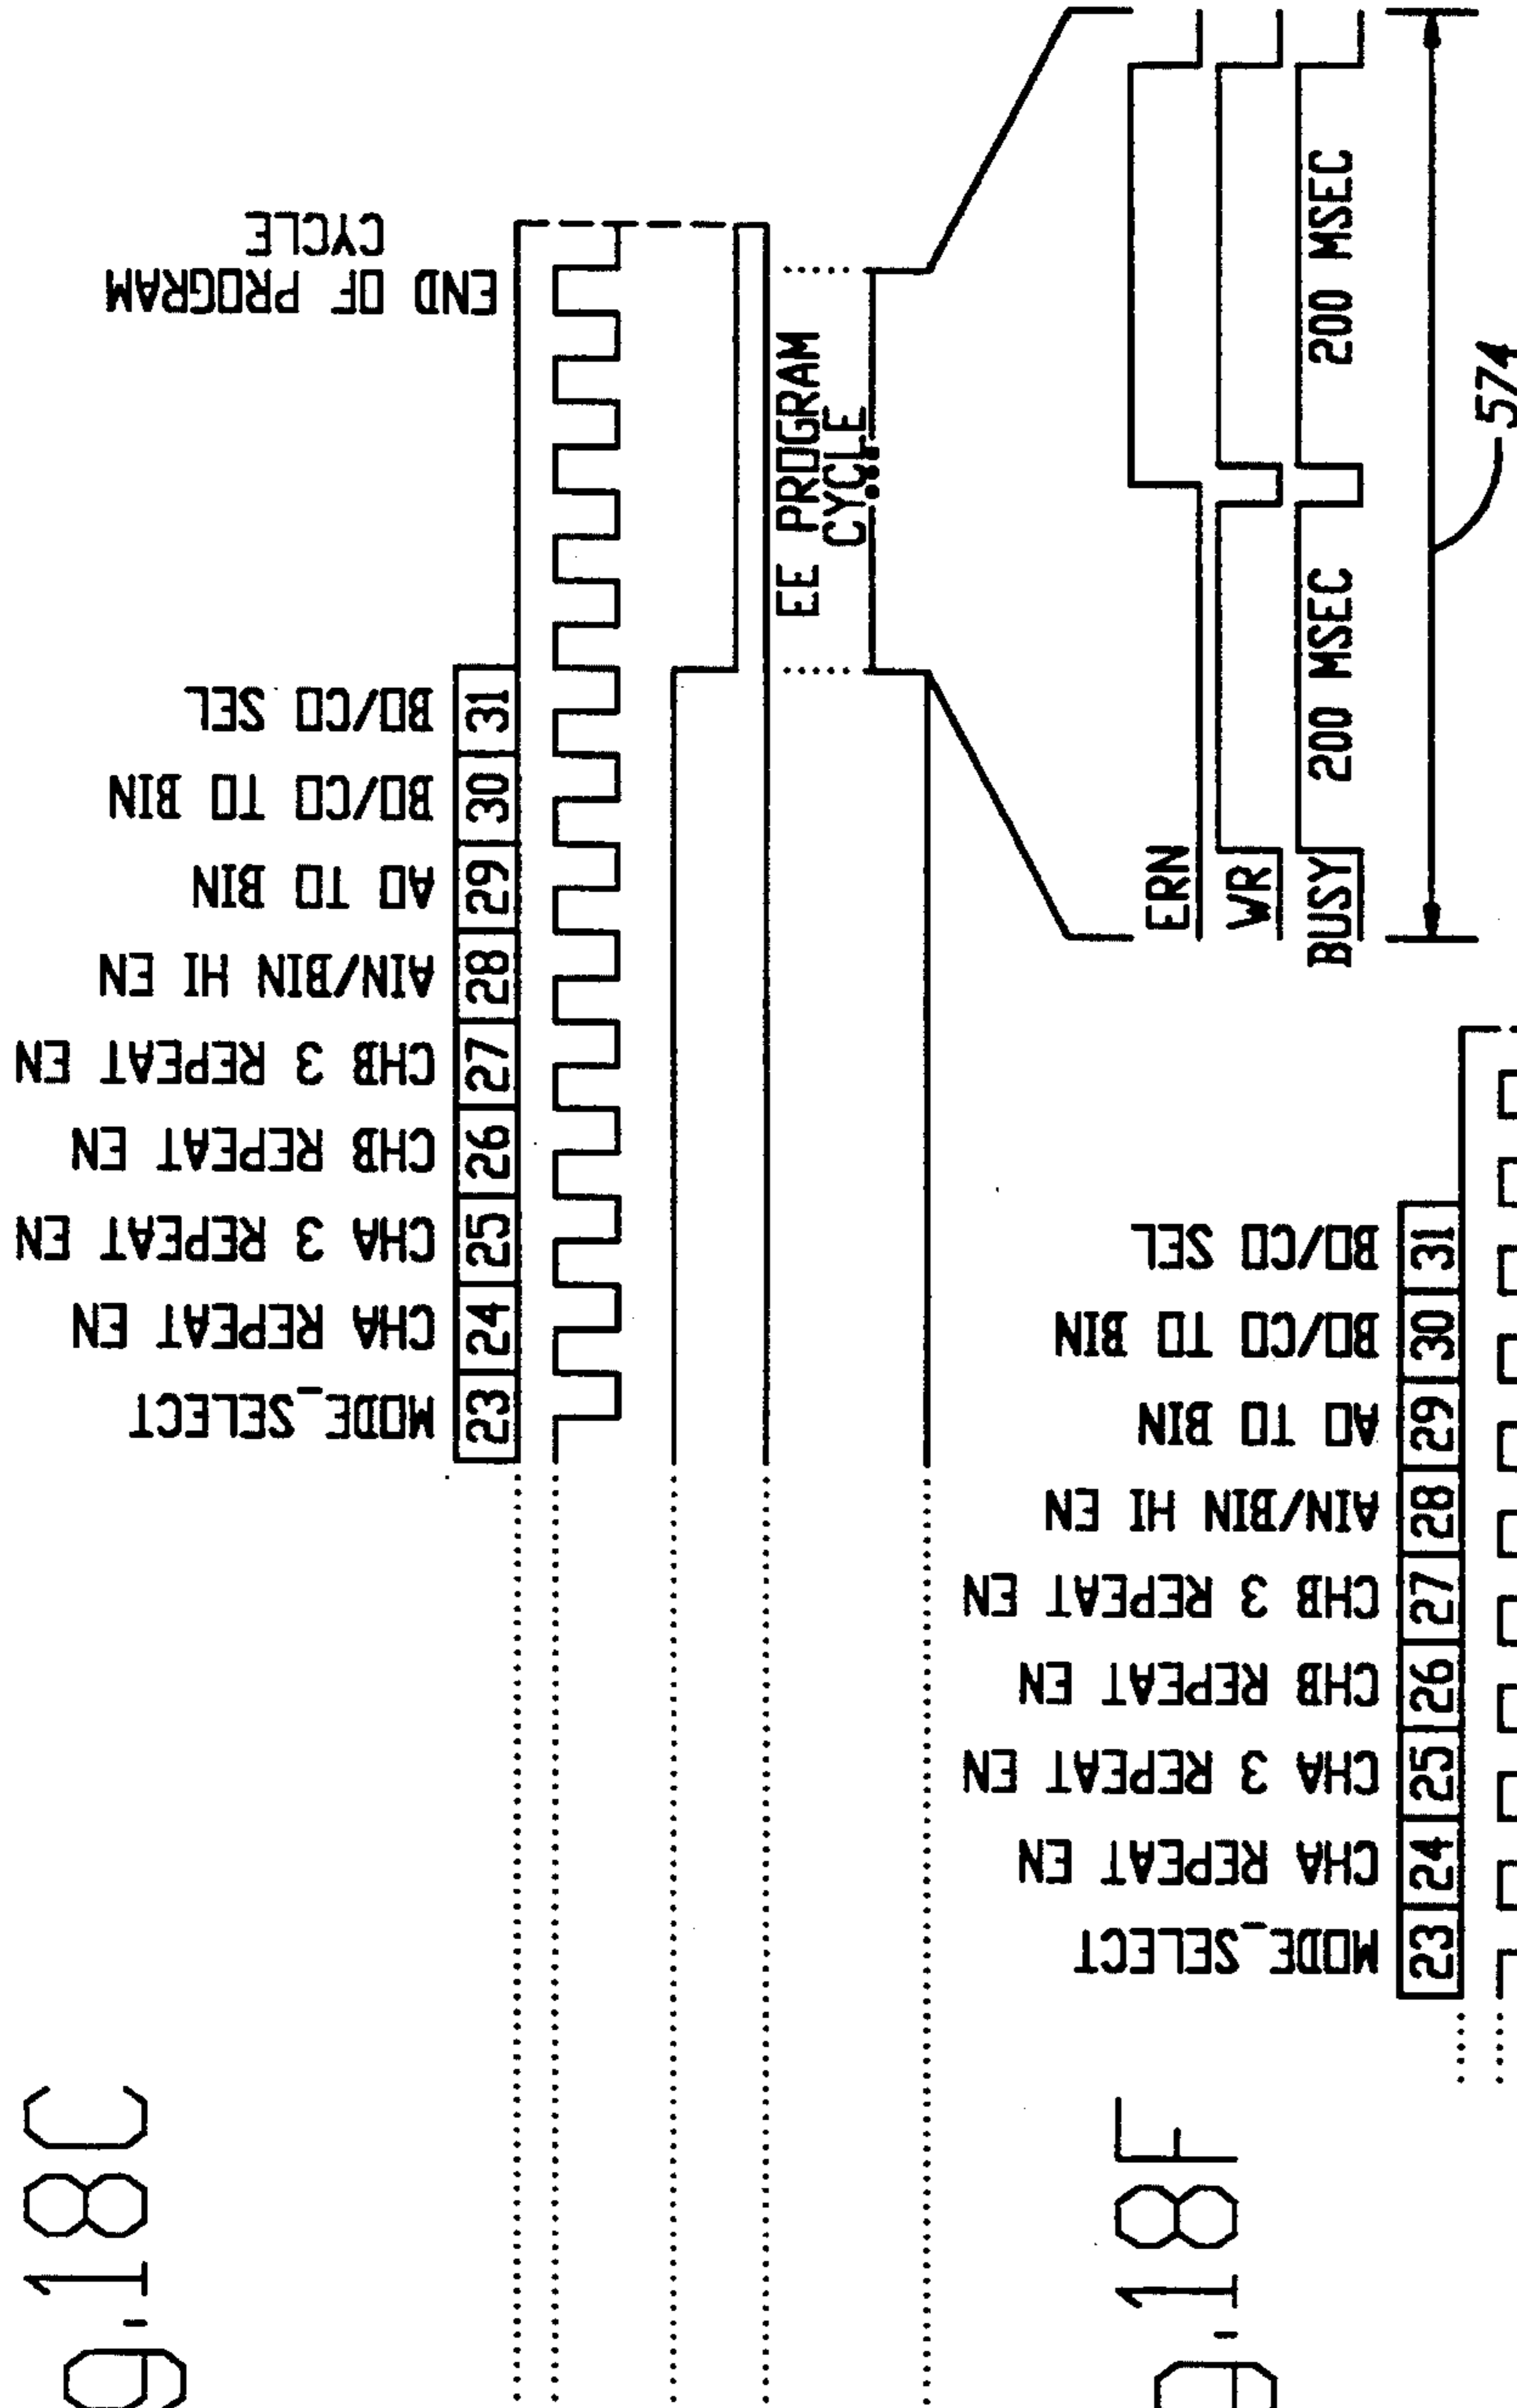 g.18C
MODE_SELECT
CHA REPEAT EN
CHA 3 REPEAT EN
CHB REPEAT EN
CHB 3 REPEAT EN
AIN/BIN HI EN
AO TO BIN
BO/CO TO BIN
BO/CO SEL
23 24 25 26 27 28 29 30 31
END OF PROGRAM
CYCLE
EE PROGRAM
CYCLE
ERN
WR
BUSY 200 MSEC 200 MSEC
574
g.18F
MODE_SELECT
CHA REPEAT EN
CHA 3 REPEAT EN
CHB REPEAT EN
CHB 3 REPEAT EN
AIN/BIN HI EN
AO TO BIN
BO/CO TO BIN
BO/CO SEL
23 24 25 26 27 28 29 30 31